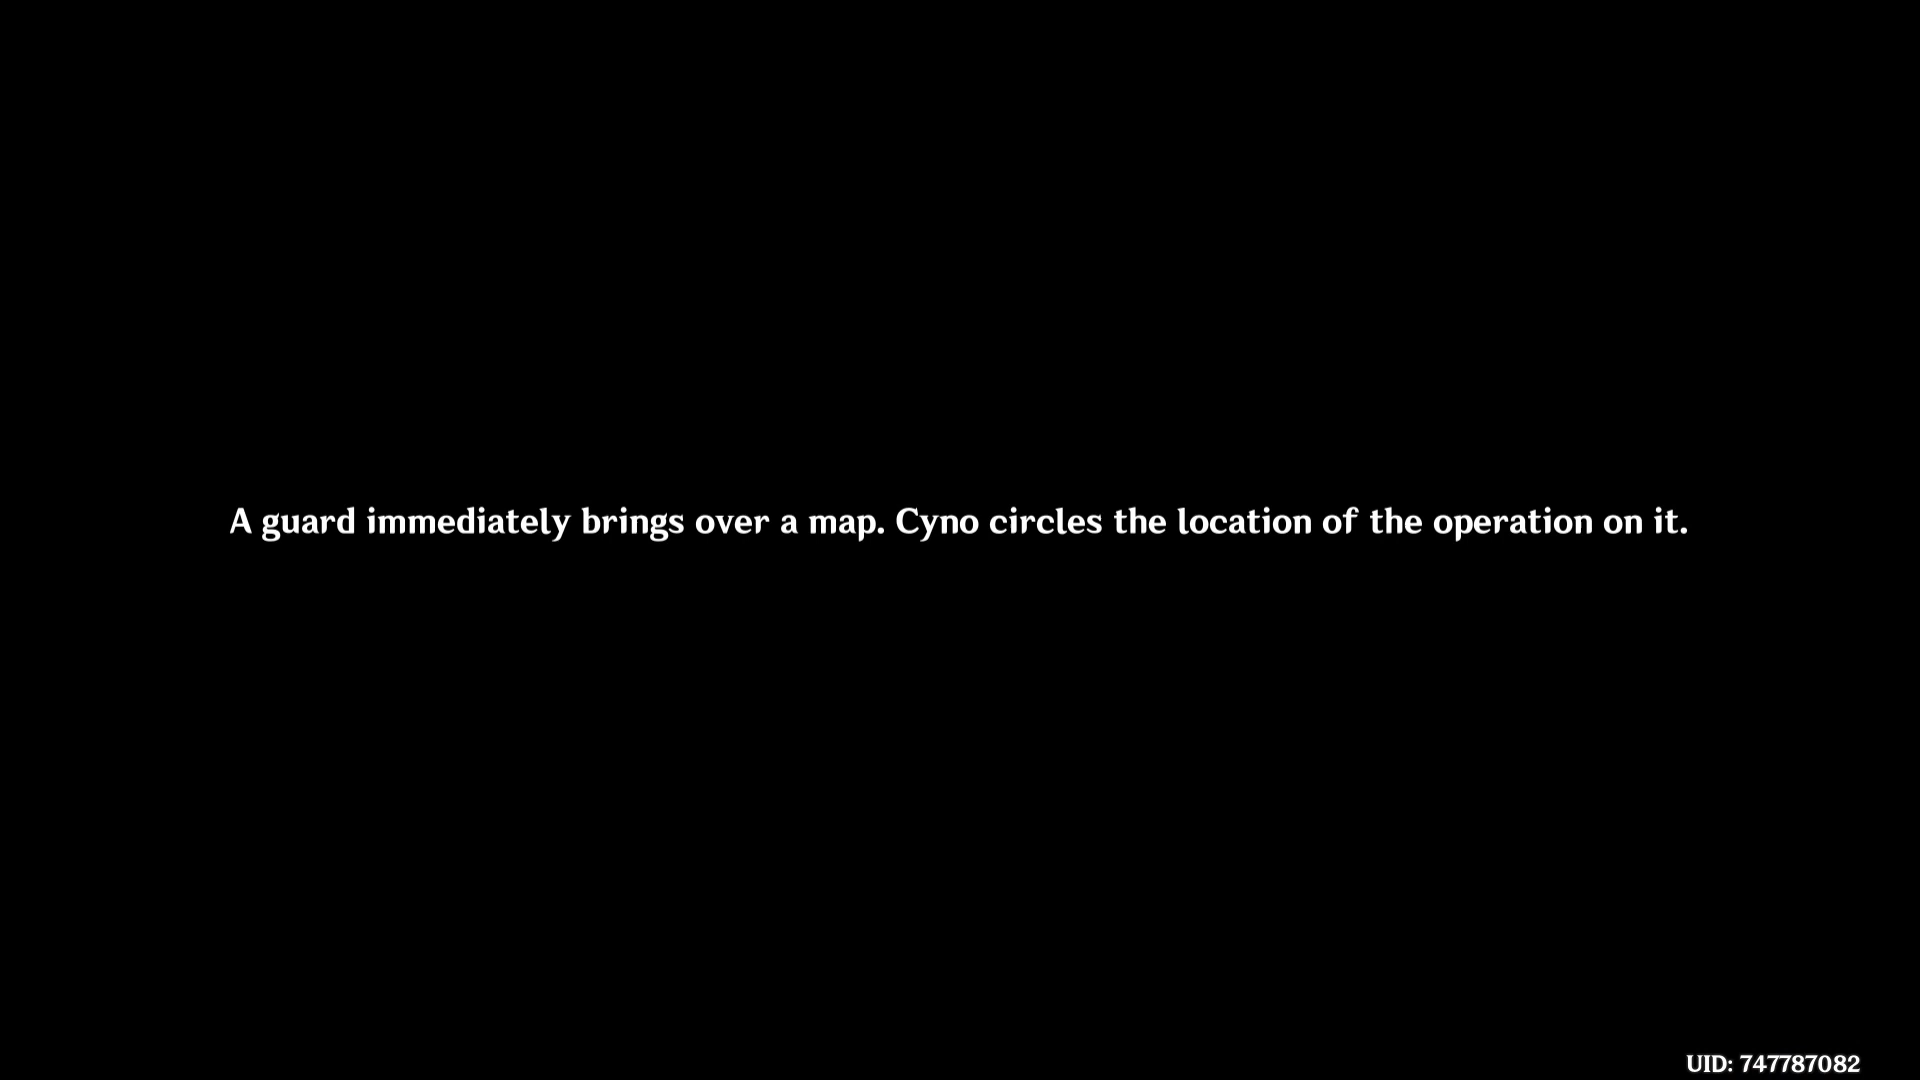 A guard immediately brings over a map. Cyno circles the location of the operation on it.
UID: 747787082